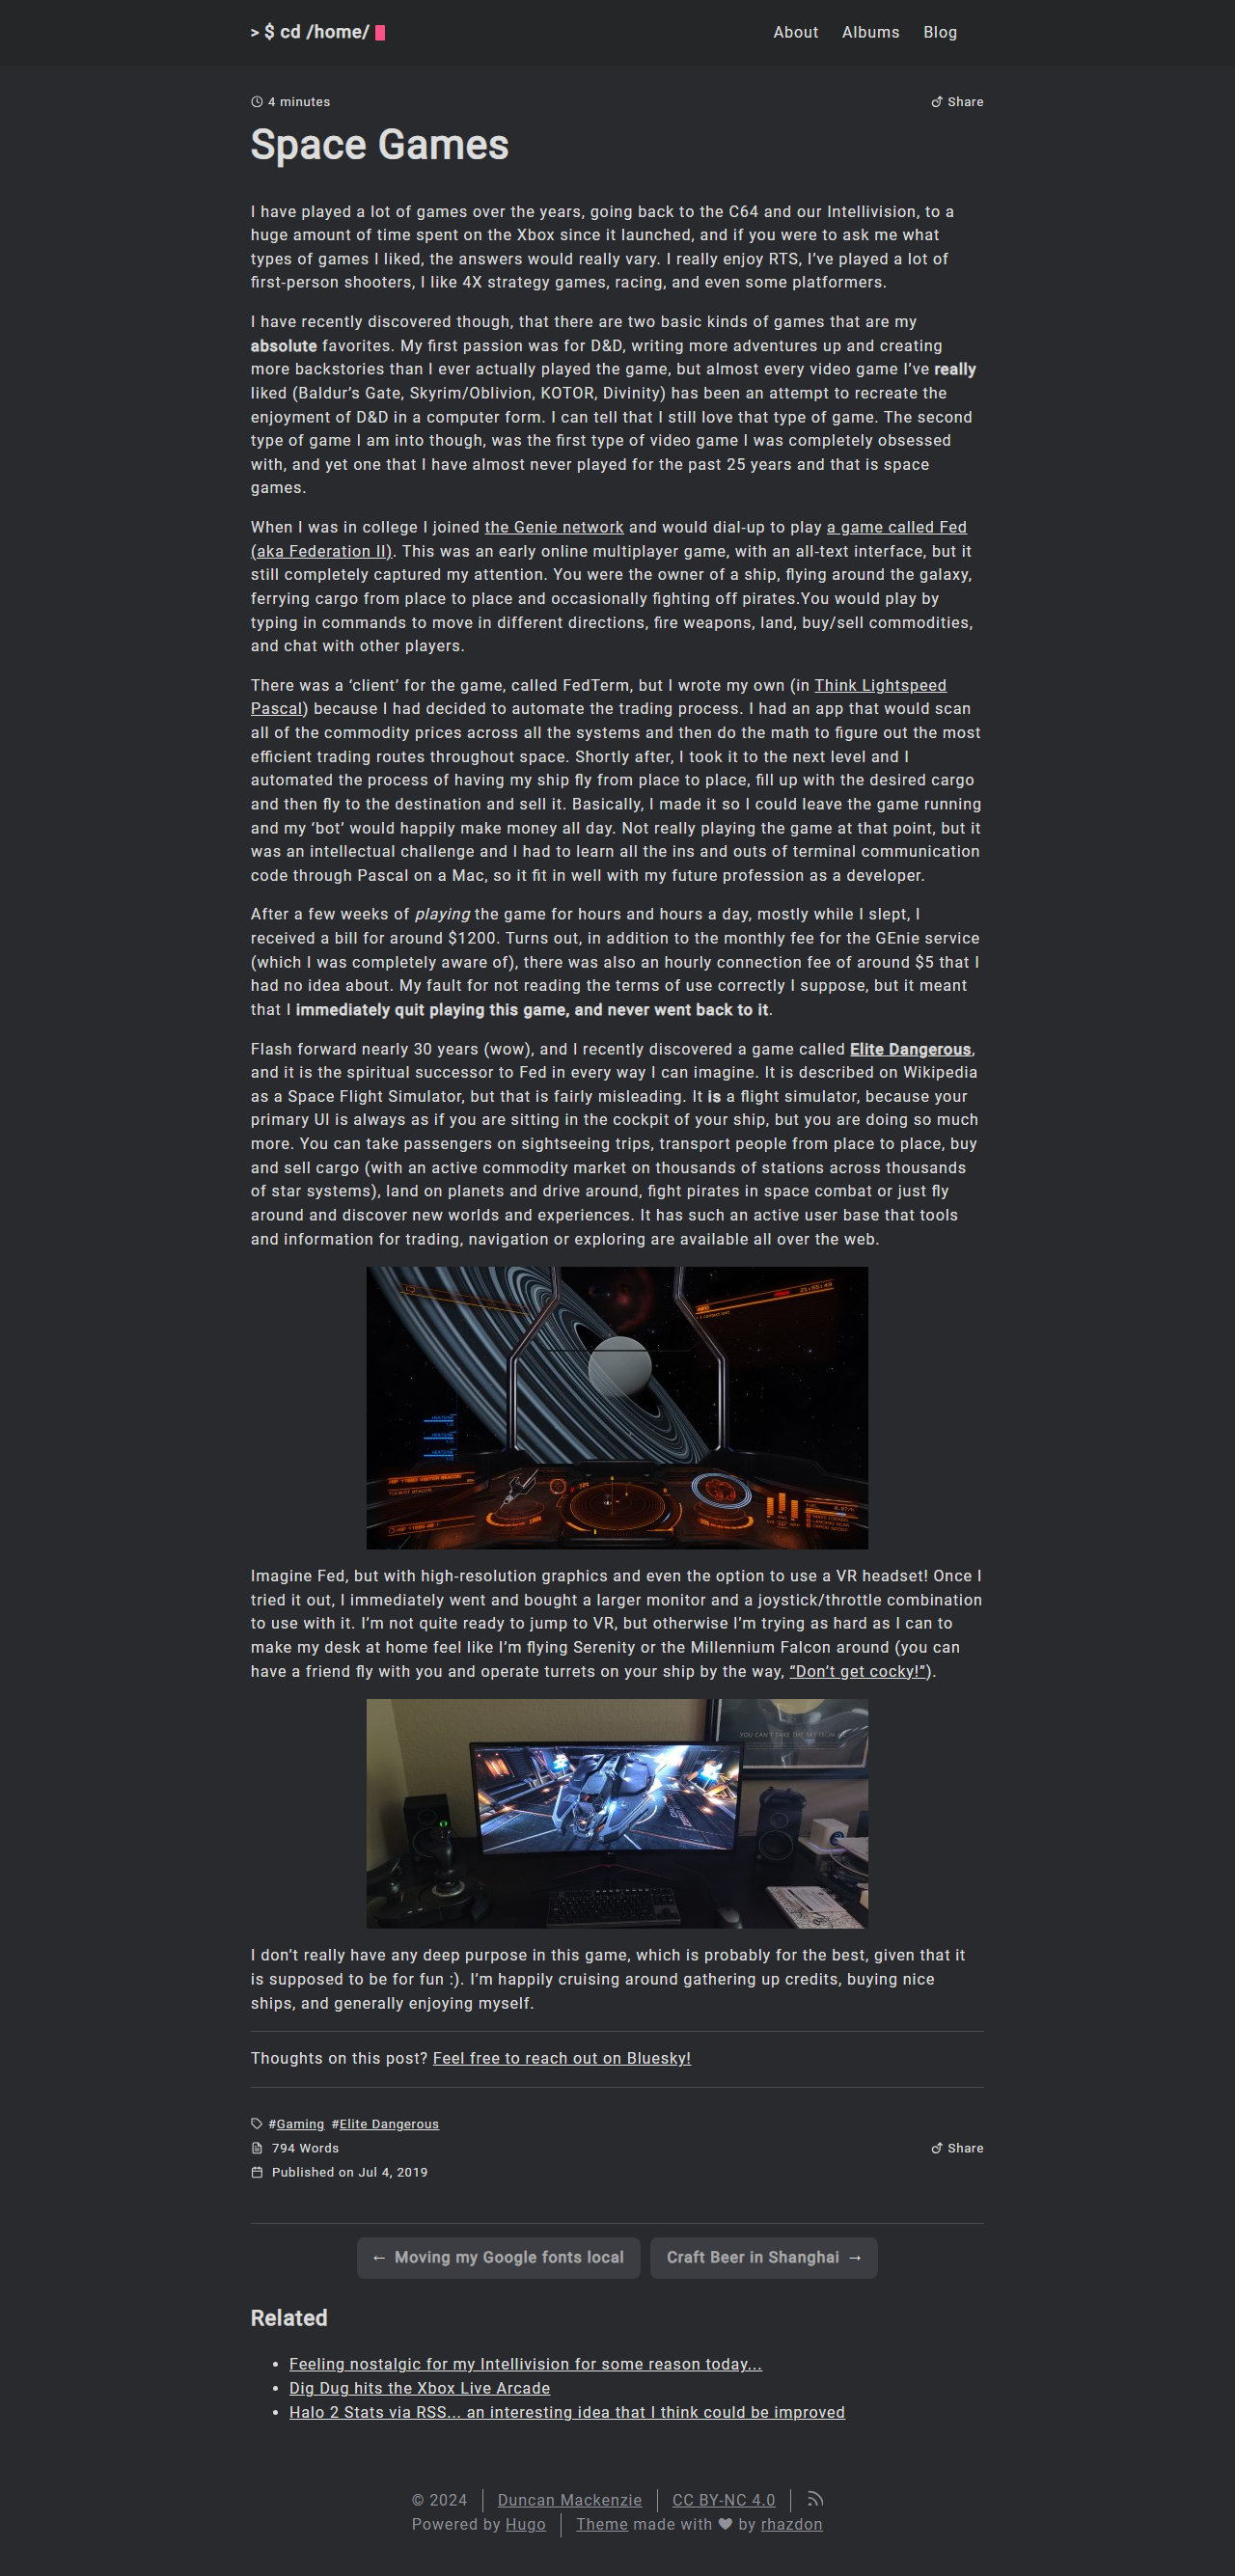 > $ cd /home/
About Albums Blog
4 minutes
Share
Space Games
I have played a lot of games over the years, going back to the C64 and our Intellivision, to a
huge amount of time spent on the Xbox since it launched, and if you were to ask me what
types of games I liked, the answers would really vary. I really enjoy RTS, I’ve played a lot of
first-person shooters, I like 4X strategy games, racing, and even some platformers.
I have recently discovered though, that there are two basic kinds of games that are my
absolute favorites. My first passion was for D&D, writing more adventures up and creating
more backstories than I ever actually played the game, but almost every video game I’ve really
liked (Baldur’s Gate, Skyrim/Oblivion, KOTOR, Divinity) has been an attempt to recreate the
enjoyment of D&D in a computer form. I can tell that I still love that type of game. The second
type of game I am into though, was the first type of video game I was completely obsessed
with, and yet one that I have almost never played for the past 25 years and that is space
games.
When I was in college I joined the Genie network and would dial-up to play a game called Fed
(aka Federation II). This was an early online multiplayer game, with an all-text interface, but it
still completely captured my attention. You were the owner of a ship, flying around the galaxy,
ferrying cargo from place to place and occasionally fighting off pirates.You would play by
typing in commands to move in different directions, fire weapons, land, buy/sell commodities,
and chat with other players.
There was a ‘client’ for the game, called FedTerm, but I wrote my own (in Think Lightspeed
Pascal) because I had decided to automate the trading process. I had an app that would scan
all of the commodity prices across all the systems and then do the math to figure out the most
efficient trading routes throughout space. Shortly after, I took it to the next level and I
automated the process of having my ship fly from place to place, fill up with the desired cargo
and then fly to the destination and sell it. Basically, I made it so I could leave the game running
and my ‘bot’ would happily make money all day. Not really playing the game at that point, but it
was an intellectual challenge and I had to learn all the ins and outs of terminal communication
code through Pascal on a Mac, so it fit in well with my future profession as a developer.
After a few weeks of playing the game for hours and hours a day, mostly while I slept, I
received a bill for around $1200. Turns out, in addition to the monthly fee for the GEnie service
(which I was completely aware of), there was also an hourly connection fee of around $5 that I
had no idea about. My fault for not reading the terms of use correctly I suppose, but it meant
that I immediately quit playing this game, and never went back to it.
Flash forward nearly 30 years (wow), and I recently discovered a game called Elite Dangerous,
and it is the spiritual successor to Fed in every way I can imagine. It is described on Wikipedia
as a Space Flight Simulator, but that is fairly misleading. It is a flight simulator, because your
primary UI is always as if you are sitting in the cockpit of your ship, but you are doing so much
more. You can take passengers on sightseeing trips, transport people from place to place, buy
and sell cargo (with an active commodity market on thousands of stations across thousands
of star systems), land on planets and drive around, fight pirates in space combat or just fly
around and discover new worlds and experiences. It has such an active user base that tools
and information for trading, navigation or exploring are available all over the web.
Imagine Fed, but with high-resolution graphics and even the option to use a VR headset! Once I
tried it out, I immediately went and bought a larger monitor and a joystick/throttle combination
to use with it. I’m not quite ready to jump to VR, but otherwise I’m trying as hard as I can to
make my desk at home feel like I’m flying Serenity or the Millennium Falcon around (you can
have a friend fly with you and operate turrets on your ship by the way, “Don’t get cocky!”).
YOU CAN'T TAKE THE SKY FROM
I don’t really have any deep purpose in this game, which is probably for the best, given that it
is supposed to be for fun :). I’m happily cruising around gathering up credits, buying nice
ships, and generally enjoying myself.
Thoughts on this post? Feel free to reach out on Bluesky!
#Gaming #Elite Dangerous
794 Words
Share
Published on Jul 4, 2019
← Moving my Google fonts local
Craft Beer in Shanghai →
Related
Feeling nostalgic for my Intellivision for some reason today...
Dig Dug hits the Xbox Live Arcade
Halo 2 Stats via RSS... an interesting idea that I think could be improved
© 2024 Duncan Mackenzie CC BY-NC 4.0
Powered by Hugo Theme made with ♥ by rhazdon